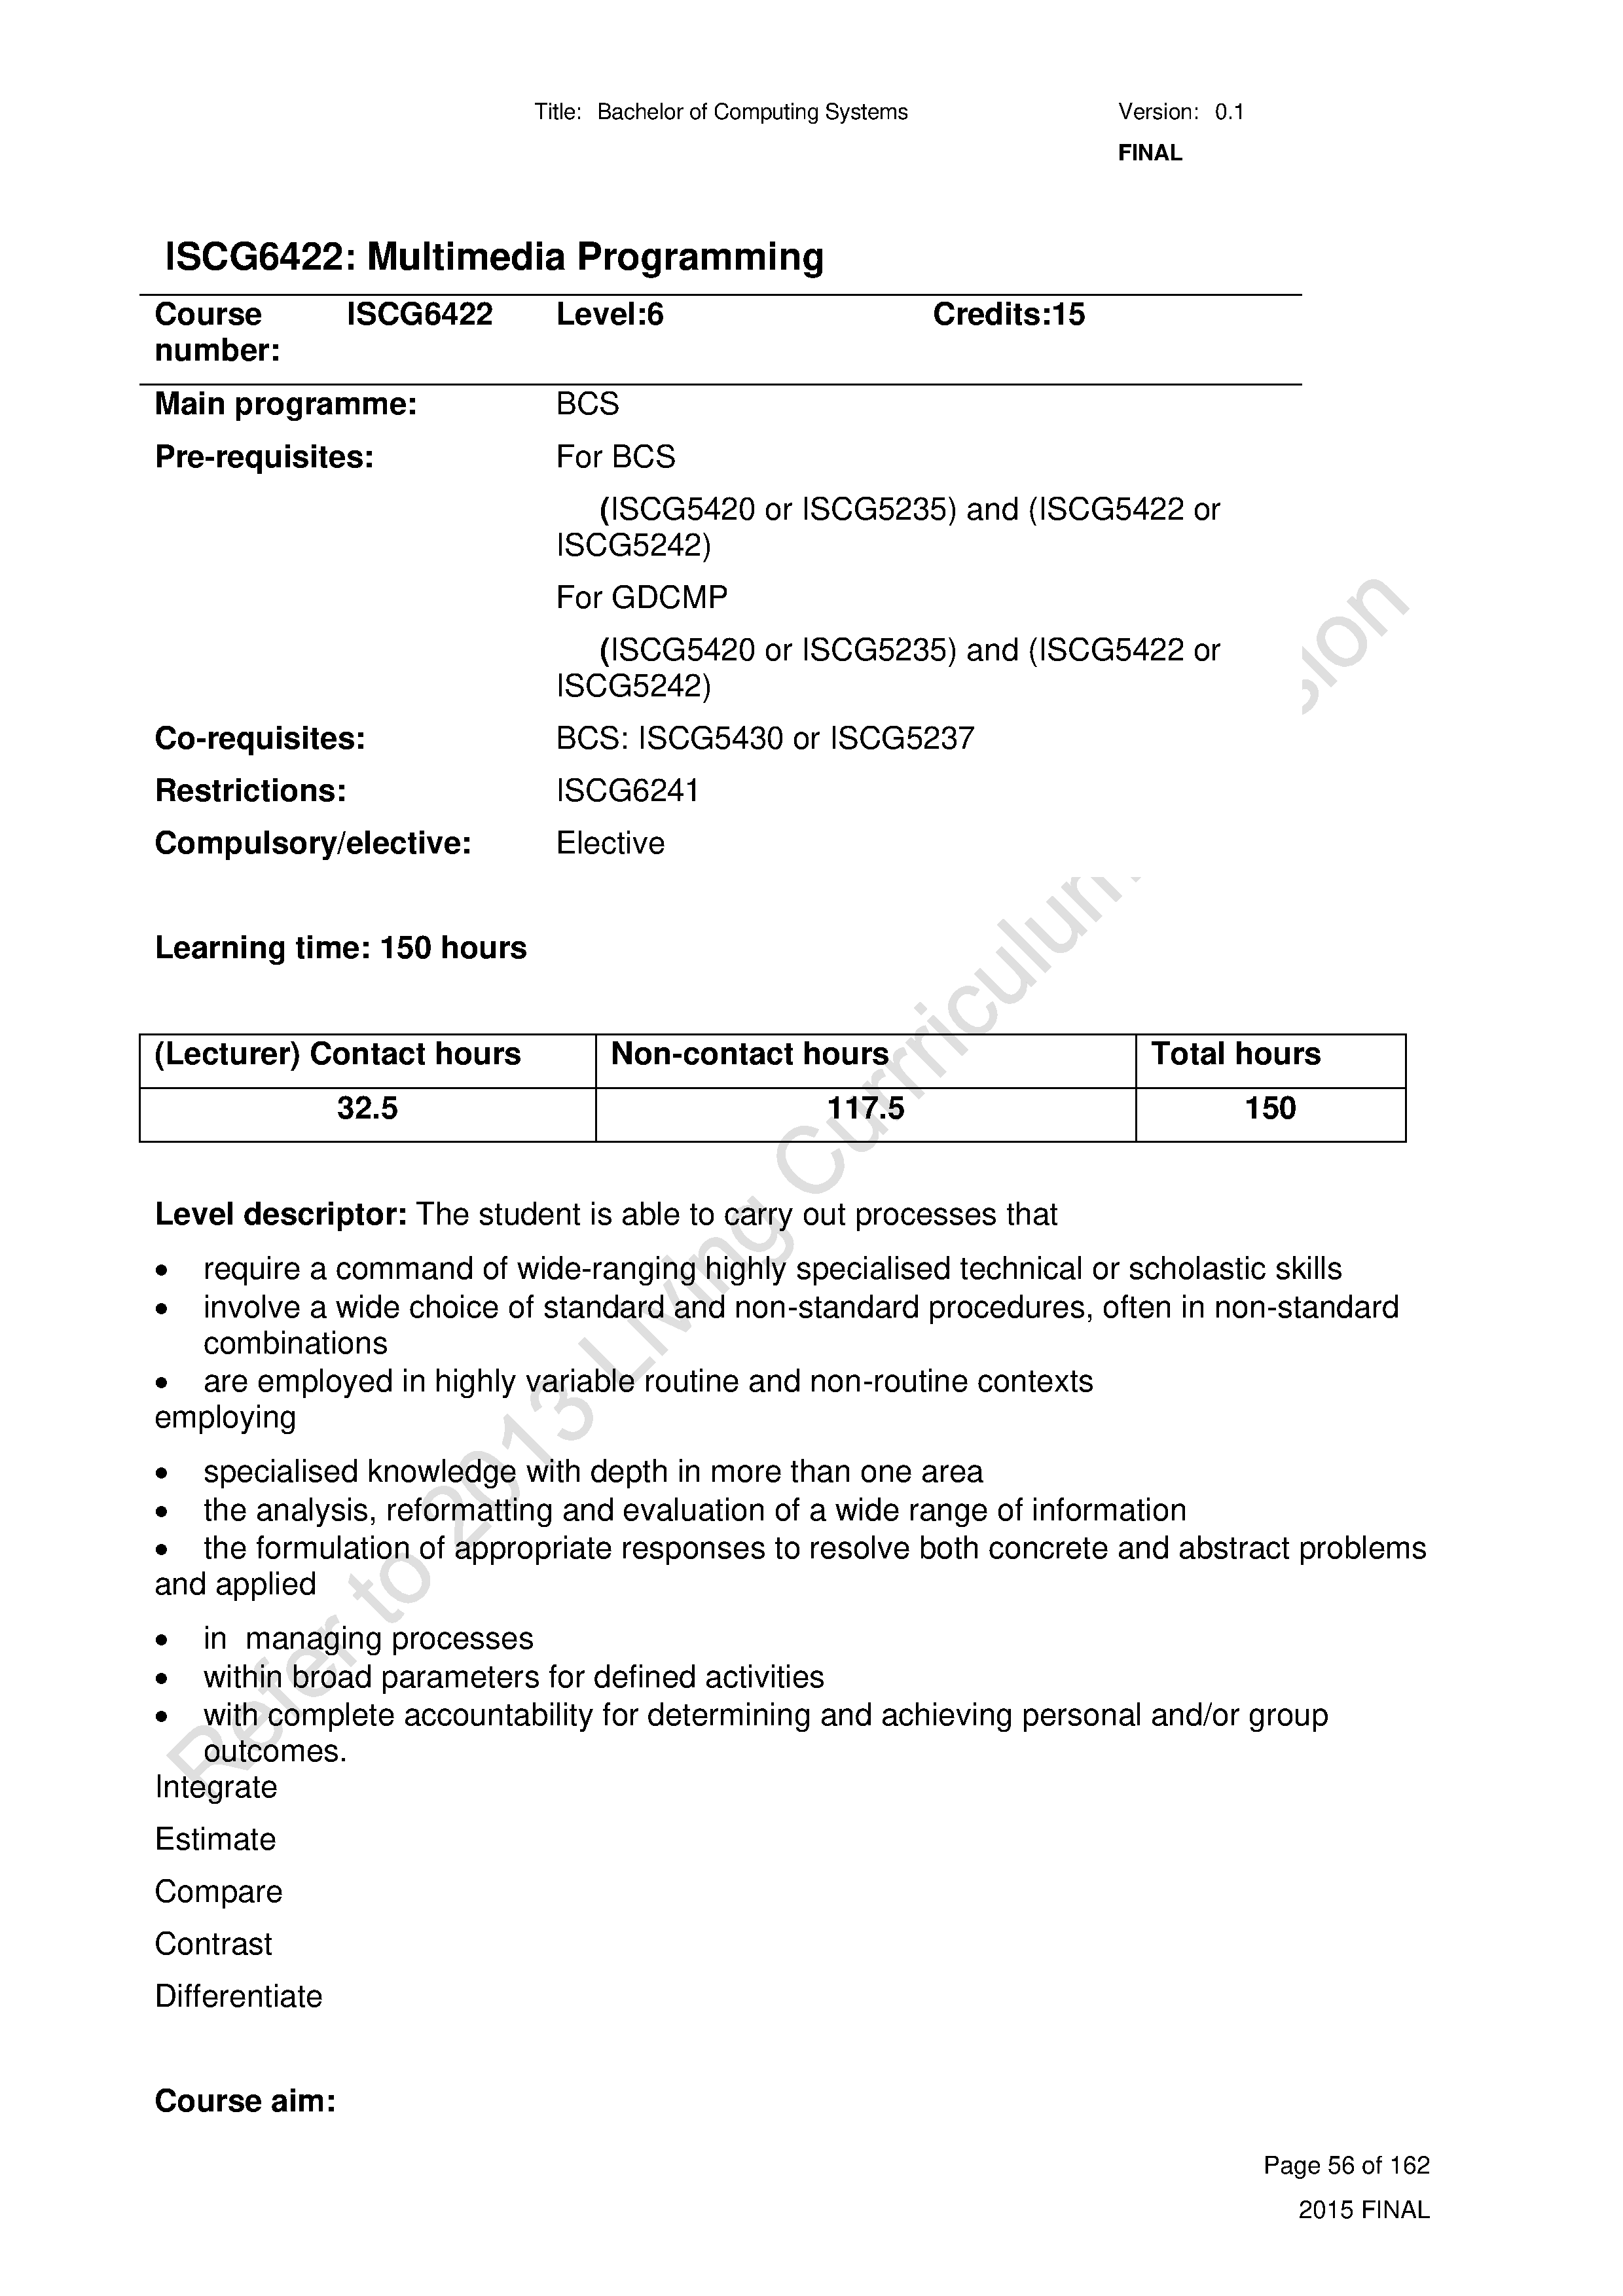 Title: Bachelor of Computing Systems Version: 0.1
FINAL
ISCG6422: Multimedia Programming
Course ISCG6422 Level:6 Credits:15
number:
Main programme: BCS
Pre-requisites: For BCS
(ISCG5420 or ISCG5235) and (ISCG5422 or
ISCG5242)
For GDCMP
(ISCG5420 or ISCG5235) and (ISCG5422 or
ISCG5242)
Co-requisites: BCS: ISCG5430 or ISCG5237
Restrictions: ISCG6241
Compulsory/elective: Elective
Learning time: 150 hours
(Lecturer) Contact hours Non-contact hours Total hours
32.5 117.5 150
Level descriptor: The student is able to carry out processes that
• require a command of wide-ranging highly specialised technical or scholastic skills
• involve a wide choice of standard and non-standard procedures, often in non-standard
combinations
• are employed in highly variable routine and non-routine contexts
employing
• specialised knowledge with depth in more than one area
• the analysis, reformatting and evaluation of a wide range of information
• the formulation of appropriate responses to resolve both concrete and abstract problems
and applied
• in managing processes
• within broad parameters for defined activities
• with complete accountability for determining and achieving personal and/or group
outcomes.
Integrate
Estimate
Compare
Contrast
Differentiate
Course aim:
Page 56 of 162
2015 FINAL
Refer to 2013 Living Curriculum